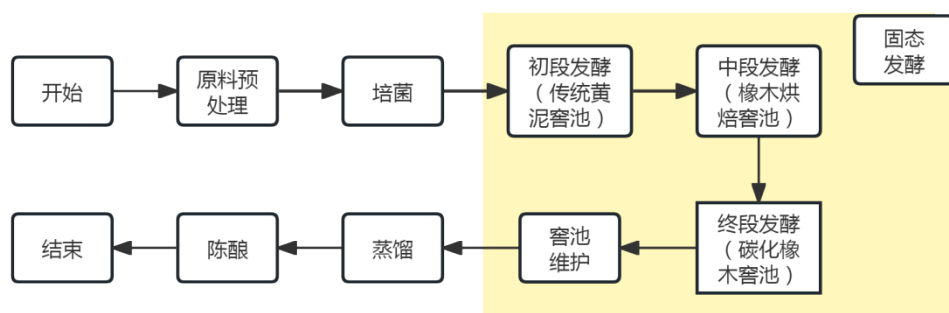 开始
原料预
处理
培菌
初段发酵
（传统黄
泥窖池）
中段发酵
（橡木烘
焙窖池）
固态
发酵
终段发酵
（碳化橡
木窖池）
窖池
维护
蒸馏
陈酿
结束